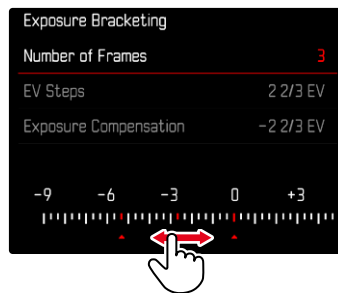 Exposure Bracketing
Number of Frames 3
EV Steps 2 2/3 EV
Exposure Compensation -2 2/3 EV
-9 -6 -3 0 +3